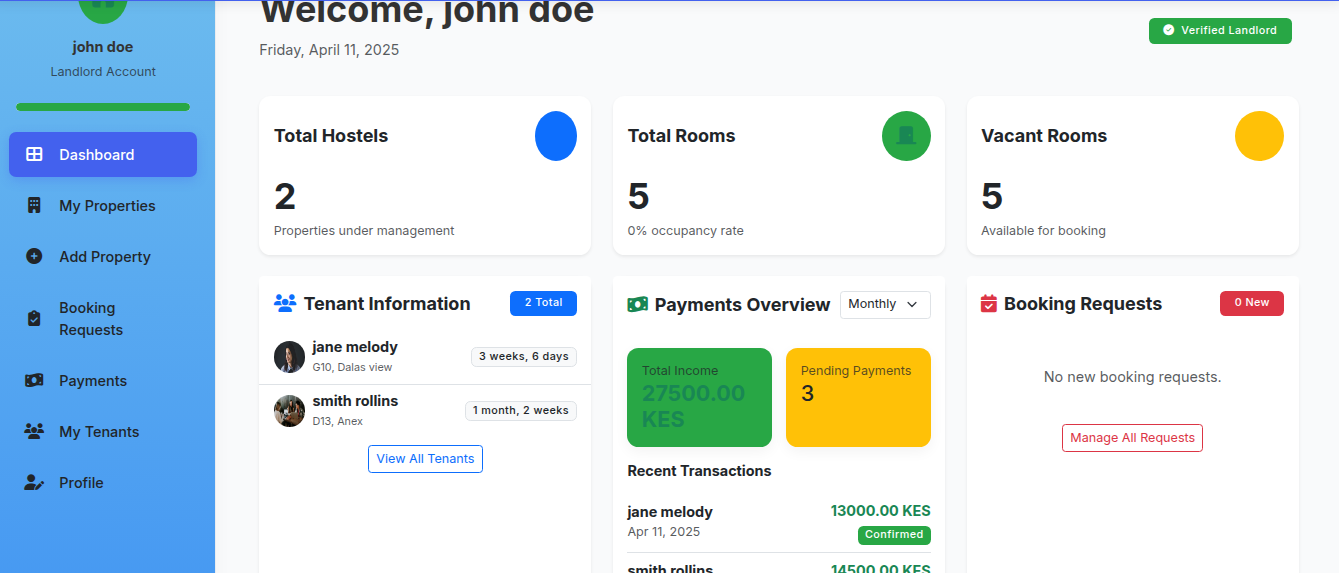 john doe
Landlord Account
Dashboard
My Properties
Add Property
Booking
Requests
Payments
My Tenants
Profile
Welcome, john doe
Friday, April 11, 2025
Verified Landlord
Total Hostels
2
Properties under management
Total Rooms
5
0% occupancy rate
Vacant Rooms
5
Available for booking
Tenant Information
2 Total
jane melody
G10, Dalas view
3 weeks, 6 days
smith rollins
D13, Anex
1 month, 2 weeks
View All Tenants
Payments Overview
Monthly
Total Income
27500.00
KES
Pending Payments
3
Recent Transactions
jane melody
13000.00 KES
Apr 11, 2025
Confirmed
smith rollins
14500.00 KES
Booking Requests
0 New
No new booking requests.
Manage All Requests